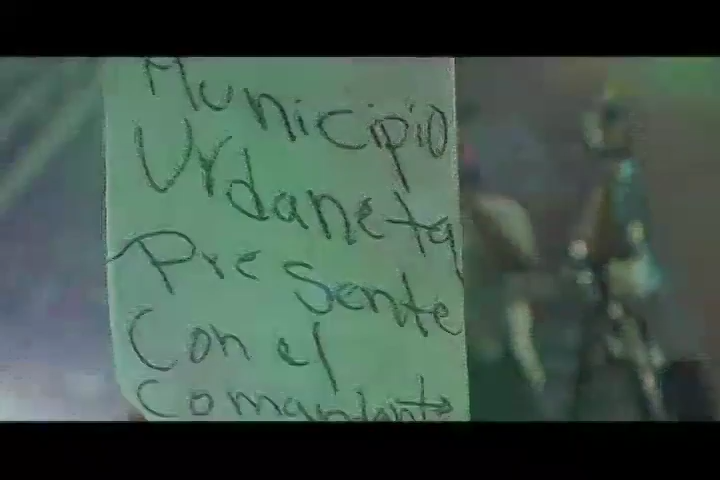 Municipio
Urdaneta
Presente
Con el
Comandante